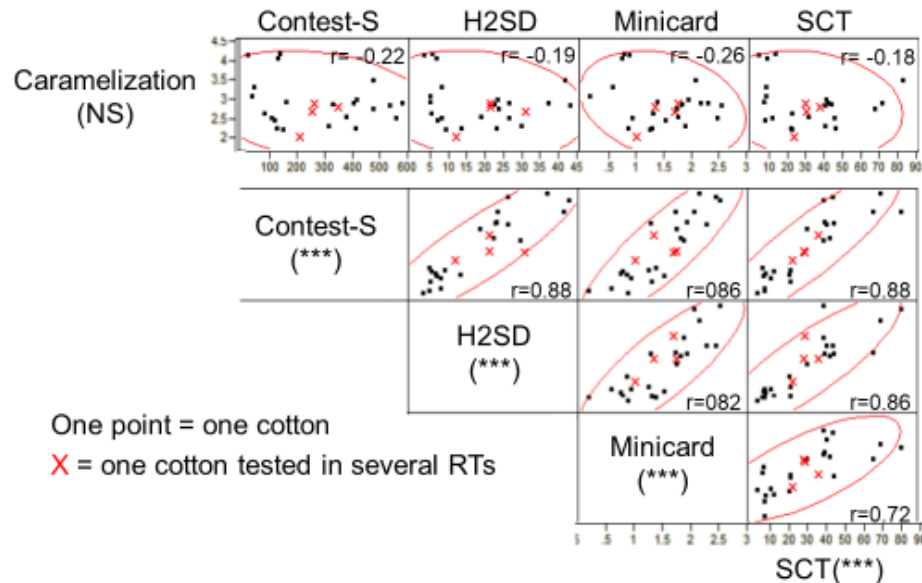 Contest-S H2SD Minicard SCT
4.5
r= -0.22 r= -0.19 r= -0.26 r= -0.18
4
Caramelization
3.5
(NS)
3
2.5
2
100 200 300 400 500 5 10 15 20 25 30 35 40 45 .5 1 1.5 2 2.5 3 10 20 30 40 50 60 70 80 90
Contest-S
(***)
r=0.88 r=086 r=0.88
H2SD
(***)
r=082 r=0.86
One point = one cotton
X = one cotton tested in several RTs
Minicard
(***)
r=0.72
.5 1 1.5 2 2.5 3 10 20 30 40 50 60 70 80
SCT(***)